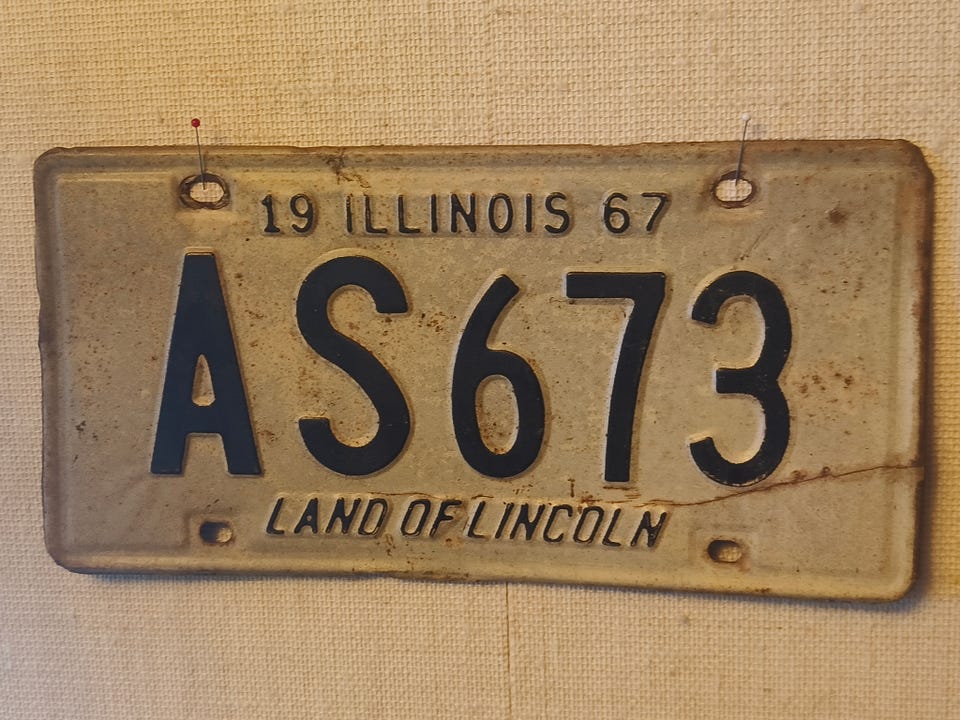 19 ILLINOIS 67
AS673
LAND OF LINCOLN